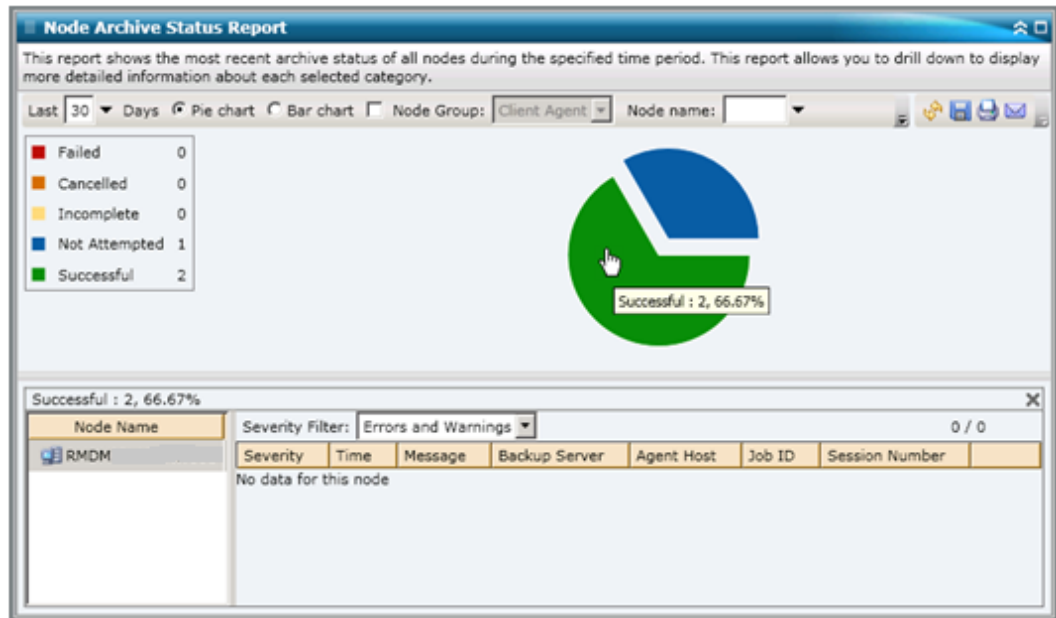 Node Archive Status Report
This report shows the most recent archive status of all nodes during the specified time period. This report allows you to drill down to display
more detailed information about each selected category.
Last 30 Days Pie chart Bar chart Node Group: Client Agent Node name:
Failed 0
Cancelled 0
Incomplete 0
Not Attempted 1
Successful 2
Successful : 2, 66.67%
Successful : 2, 66.67%
Node Name Severity Filter: Errors and Warnings 0 / 0
RMDM Severity Time Message Backup Server Agent Host Job ID Session Number
No data for this node